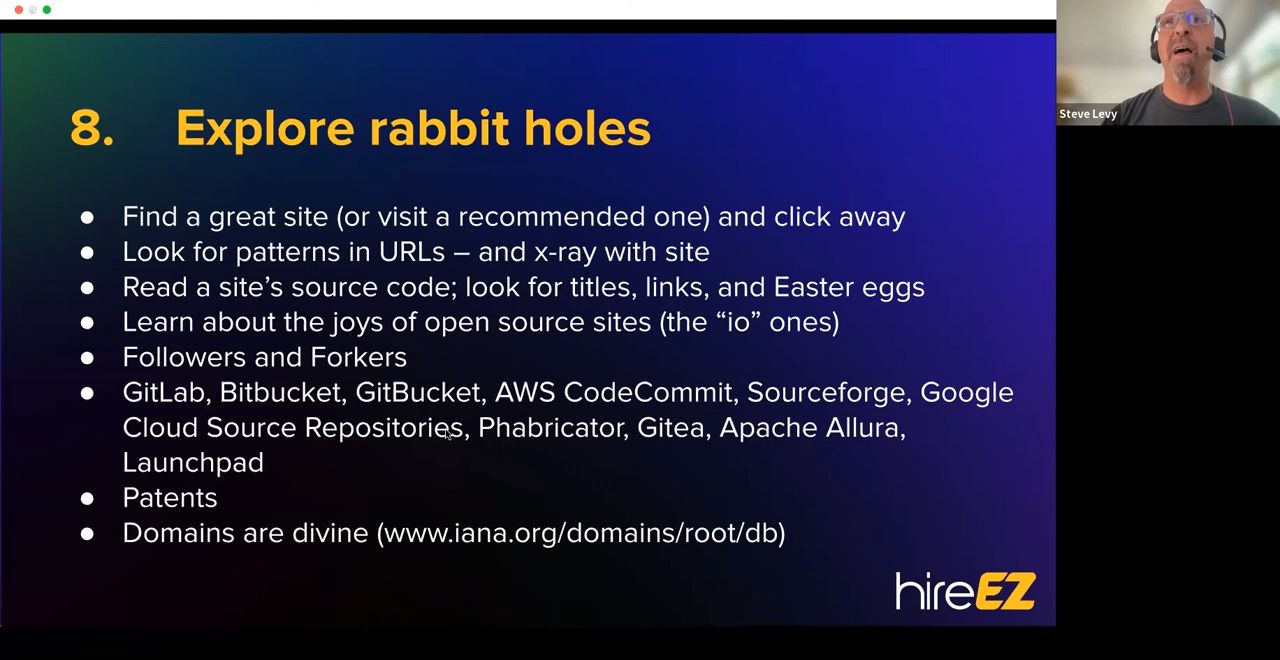 Steve Levy
8. Explore rabbit holes
● Find a great site (or visit a recommended one) and click away
● Look for patterns in URLs – and x-ray with site
● Read a site’s source code; look for titles, links, and Easter eggs
● Learn about the joys of open source sites (the “io” ones)
● Followers and Forkers
● GitLab, Bitbucket, GitBucket, AWS CodeCommit, Sourceforge, Google
Cloud Source Repositories, Phabricator, Gitea, Apache Allura,
Launchpad
● Patents
● Domains are divine (www.iana.org/domains/root/db)
hireEZ